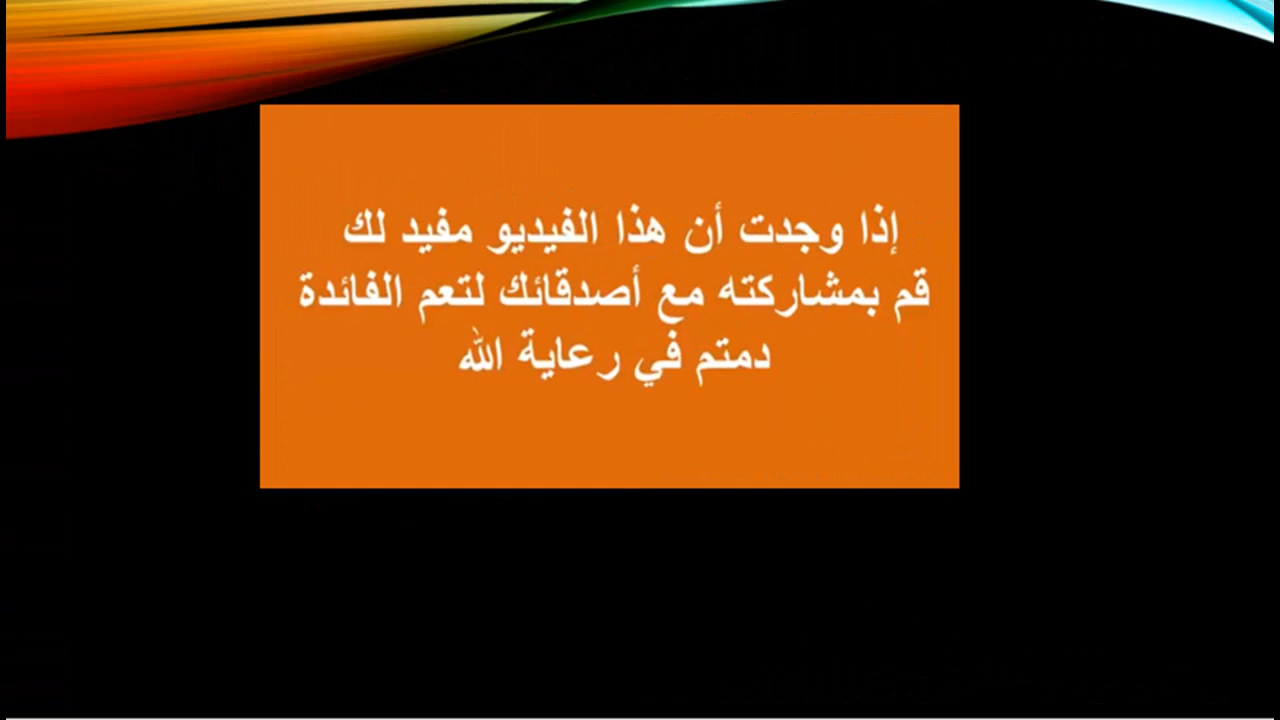 إذا وجدت أن هذا الفيديو مفيد لك
قم بمشاركته مع أصدقائك لتعم الفائدة
دمتم في رعاية الله